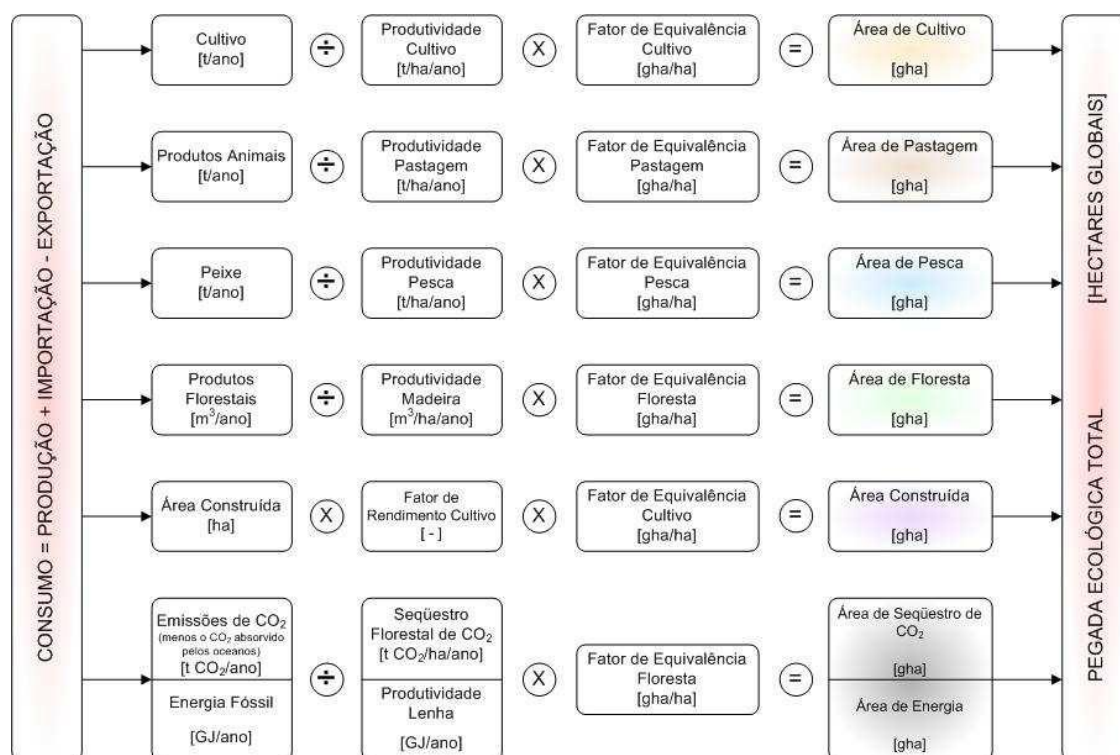 CONSUMO = PRODUÇÃO + IMPORTAÇÃO - EXPORTAÇÃO
Cultivo
[t/ano]
÷
Produtividade
Cultivo
[t/ha/ano]
X
Fator de Equivalência
Cultivo
[gha/ha]
=
Área de Cultivo
[gha]
Produtos Animais
[t/ano]
÷
Produtividade
Pastagem
[t/ha/ano]
X
Fator de Equivalência
Pastagem
[gha/ha]
=
Área de Pastagem
[gha]
Peixe
[t/ano]
÷
Produtividade
Pesca
[t/ha/ano]
X
Fator de Equivalência
Pesca
[gha/ha]
=
Área de Pesca
[gha]
Produtos
Florestais
[m³/ano]
÷
Produtividade
Madeira
[m³/ha/ano]
X
Fator de Equivalência
Floresta
[gha/ha]
=
Área de Floresta
[gha]
Área Construída
[ha]
X
Fator de
Rendimento Cultivo
[ - ]
X
Fator de Equivalência
Cultivo
[gha/ha]
=
Área Construída
[gha]
Emissões de CO₂
(menos o CO₂ absorvido
pelos oceanos)
[t CO₂/ano]
Energia Fóssil
[GJ/ano]
÷
Seqüestro
Florestal de CO₂
[t CO₂/ha/ano]
Produtividade
Lenha
[GJ/ano]
X
Fator de Equivalência
Floresta
[gha/ha]
=
Área de Seqüestro de
CO₂
[gha]
Área de Energia
[gha]
PEGADA ECOLÓGICA TOTAL [HECTARES GLOBAIS]